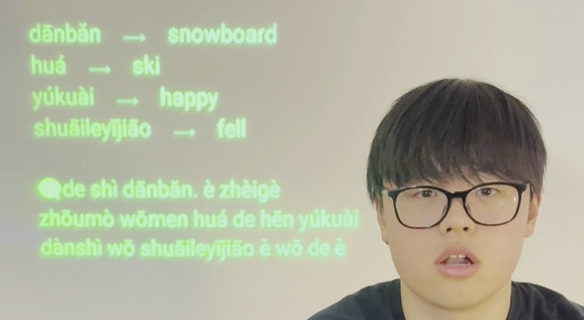 dānbǎn → snowboard
huá → ski
yúkuài → happy
shuāileyījiāo → fell
de shì dānbǎn. è zhèigè
zhōumò wǒmen huá de hěn yúkuài
dànshì wǒ shuāileyījiāo è wǒ de è